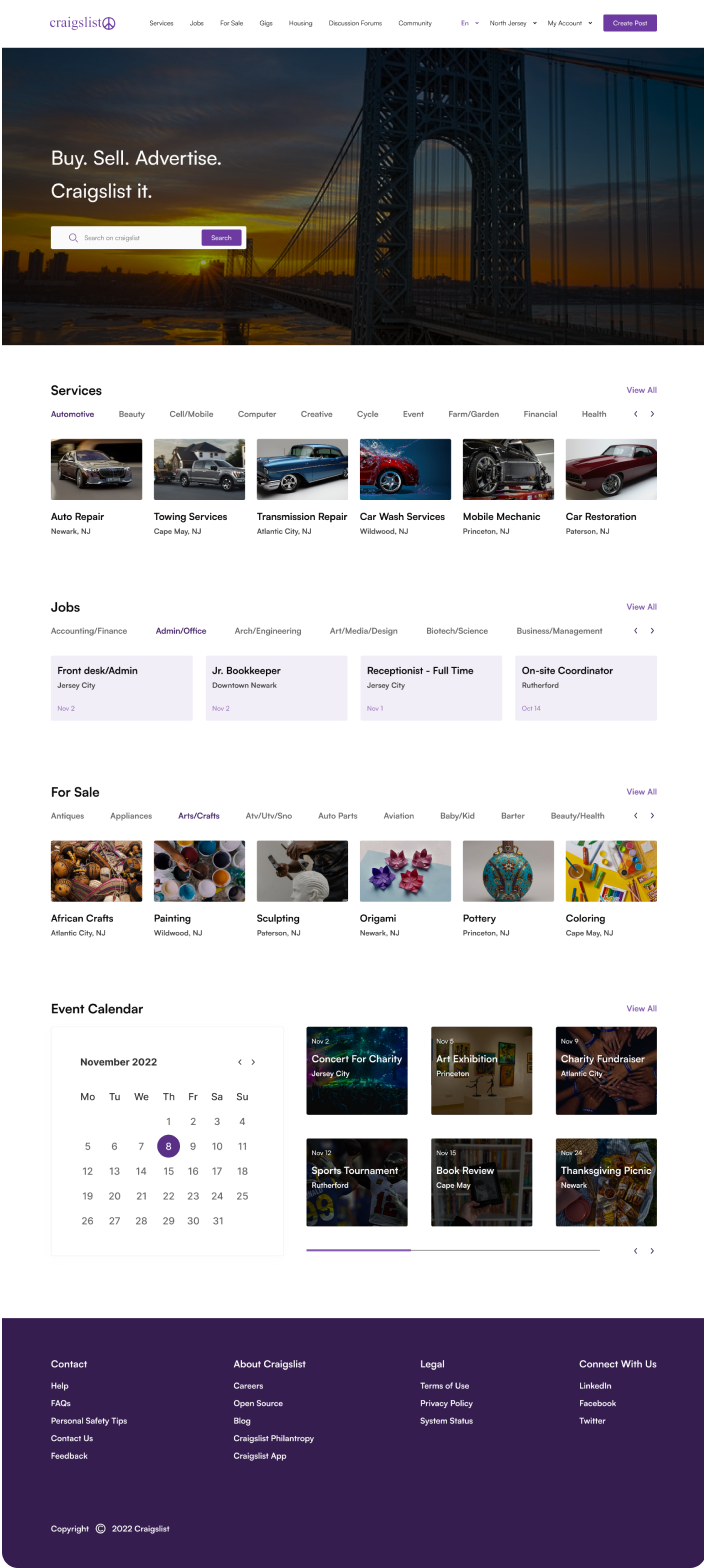 craigslist
Services Jobs For Sale Gigs Housing Discussion Forums Community En North Jersey My Account Create Post
Buy. Sell. Advertise.
Craigslist it.
Search on craigslist Search
Services View All
Automotive Beauty Cell/Mobile Computer Creative Cycle Event Farm/Garden Financial Health
Auto Repair Towing Services Transmission Repair Car Wash Services Mobile Mechanic Car Restoration
Newark, NJ Cape May, NJ Atlantic City, NJ Wildwood, NJ Princeton, NJ Paterson, NJ
Jobs View All
Accounting/Finance Admin/Office Arch/Engineering Art/Media/Design Biotech/Science Business/Management
Front desk/Admin Jr. Bookkeeper Receptionist - Full Time On-site Coordinator
Jersey City Downtown Newark Jersey City Rutherford
Nov 2 Nov 2 Nov 1 Oct 14
For Sale View All
Antiques Appliances Arts/Crafts Atv/Utv/Sno Auto Parts Aviation Baby/Kid Barter Beauty/Health
African Crafts Painting Sculpting Origami Pottery Coloring
Atlantic City, NJ Wildwood, NJ Paterson, NJ Newark, NJ Princeton, NJ Cape May, NJ
Event Calendar View All
November 2022
Mo Tu We Th Fr Sa Su
1 2 3 4
5 6 7 8 9 10 11
12 13 14 15 16 17 18
19 20 21 22 23 24 25
26 27 28 29 30 31
Nov 2 Nov 5 Nov 9
Concert For Charity Art Exhibition Charity Fundraiser
Jersey City Princeton Atlantic City
Nov 12 Nov 15 Nov 24
Sports Tournament Book Review Thanksgiving Picnic
Rutherford Cape May Newark
Contact About Craigslist Legal Connect With Us
Help Careers Terms of Use LinkedIn
FAQs Open Source Privacy Policy Facebook
Personal Safety Tips Blog System Status Twitter
Contact Us Craigslist Philantropy
Feedback Craigslist App
Copyright © 2022 Craigslist